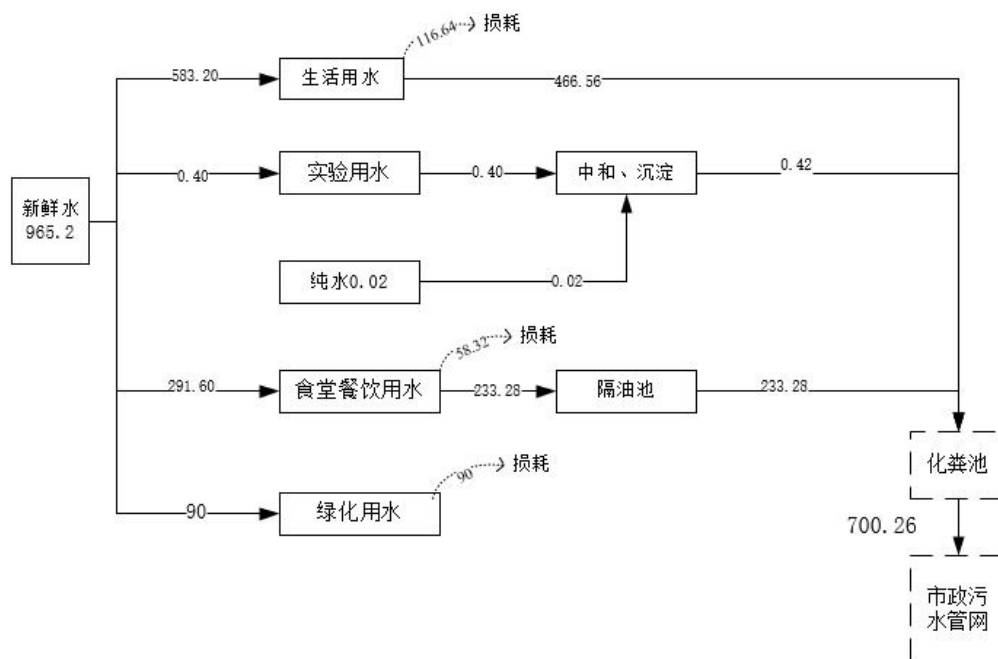 116.64
损耗
583.20
生活用水
466.56
新鲜水
965.2
0.40
实验用水
0.40
中和、沉淀
0.42
纯水0.02
0.02
58.32
损耗
291.60
食堂餐饮用水
233.28
隔油池
233.28
化粪池
90
损耗
90
绿化用水
700.26
市政污
水管网